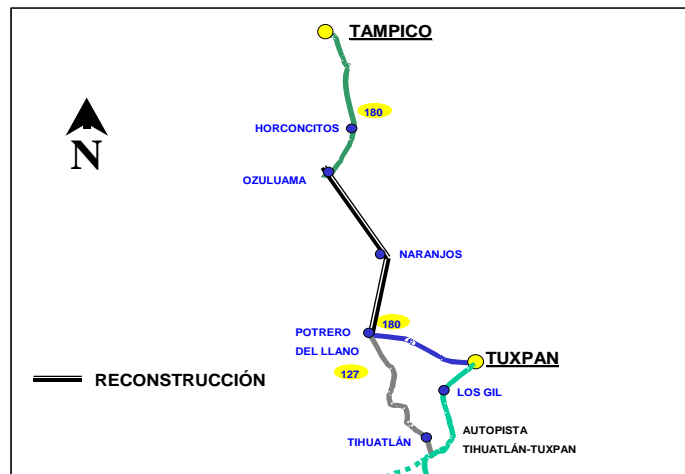 TAMPICO
180
HORCONCITOS
N
OZULUAMA
NARANJOS
180
POTRERO
DEL LLANO
TUXPAN
127
RECONSTRUCCIÓN
LOS GIL
AUTOPISTA
TIHUATLÁN
TIHUATLÁN-TUXPAN